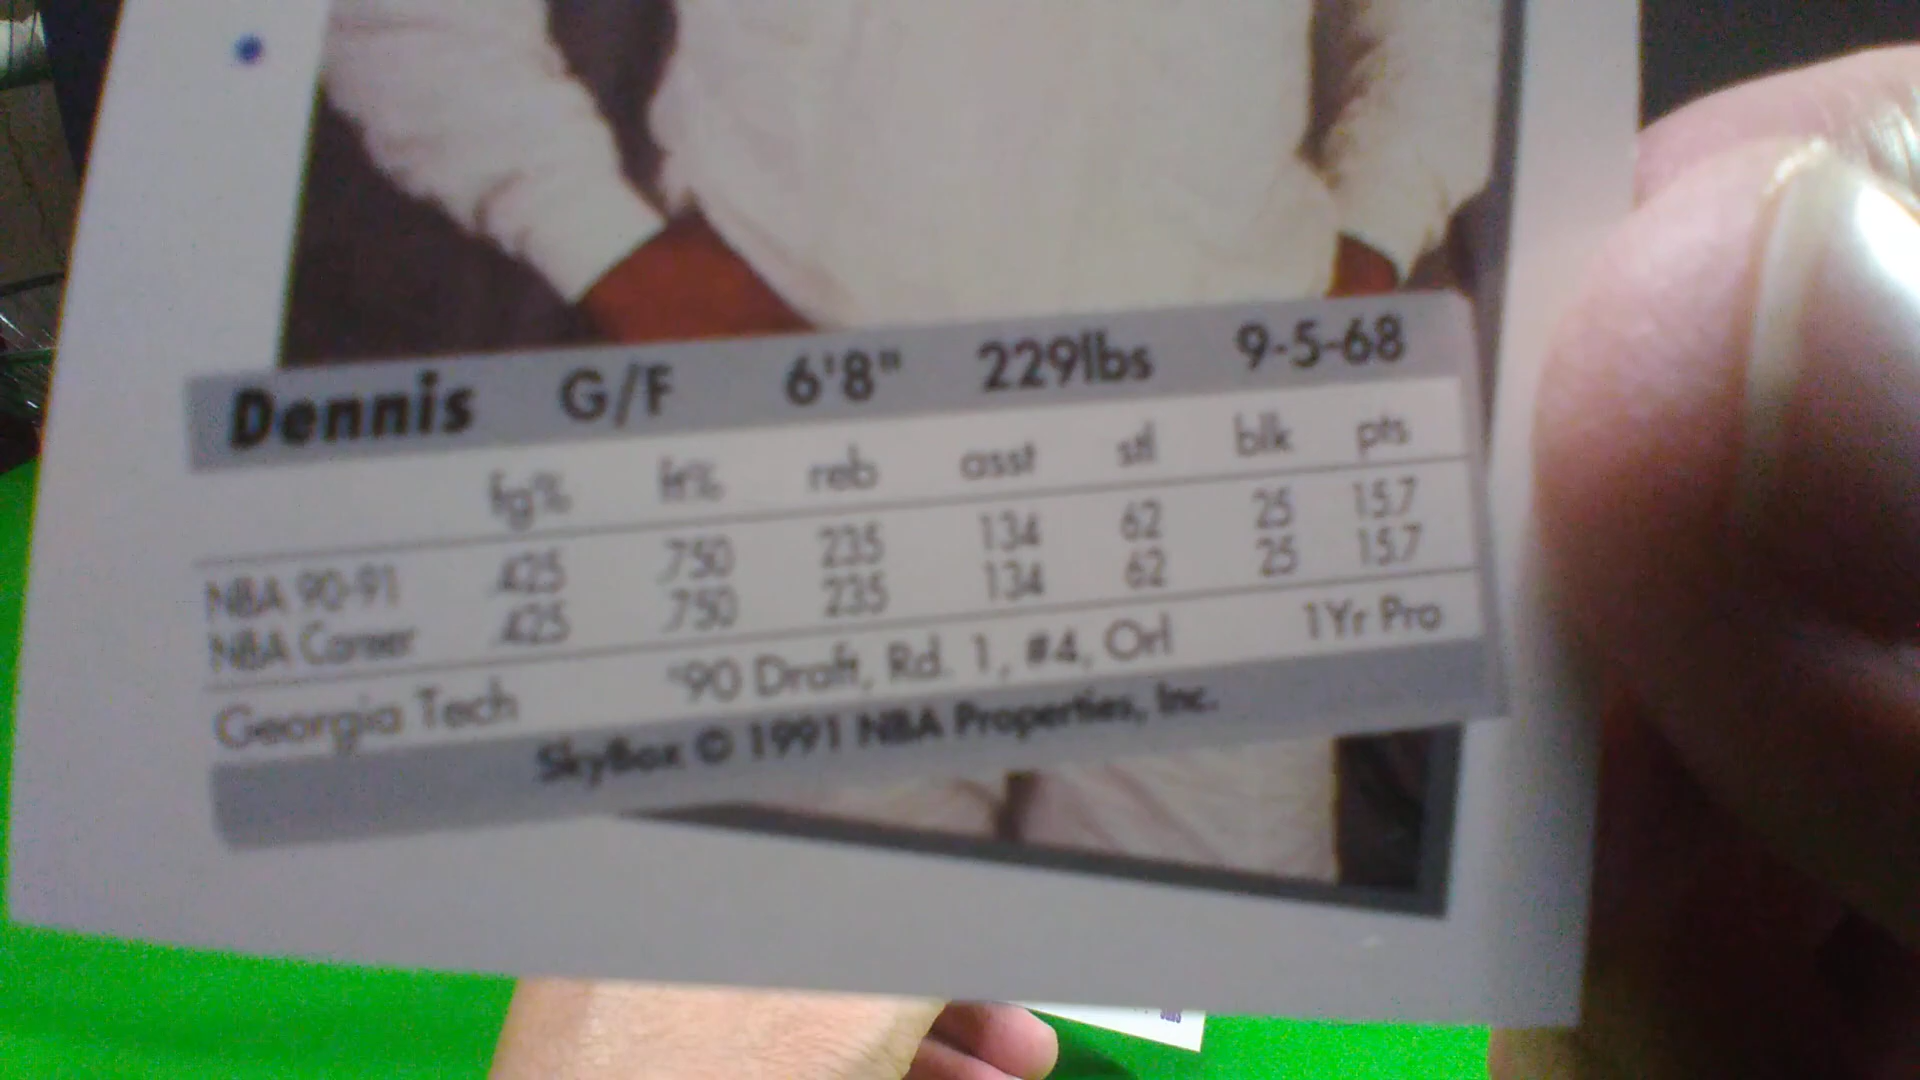 Dennis G/F 6'8" 229lbs 9-5-68
fg% ft% reb asst stl blk pts
NBA 90-91 .425 .750 235 134 62 25 15.7
NBA Career .425 .750 235 134 62 25 15.7
Georgia Tech '90 Draft, Rd. 1, #4, Orl 1Yr Pro
SkyBox © 1991 NBA Properties, Inc.